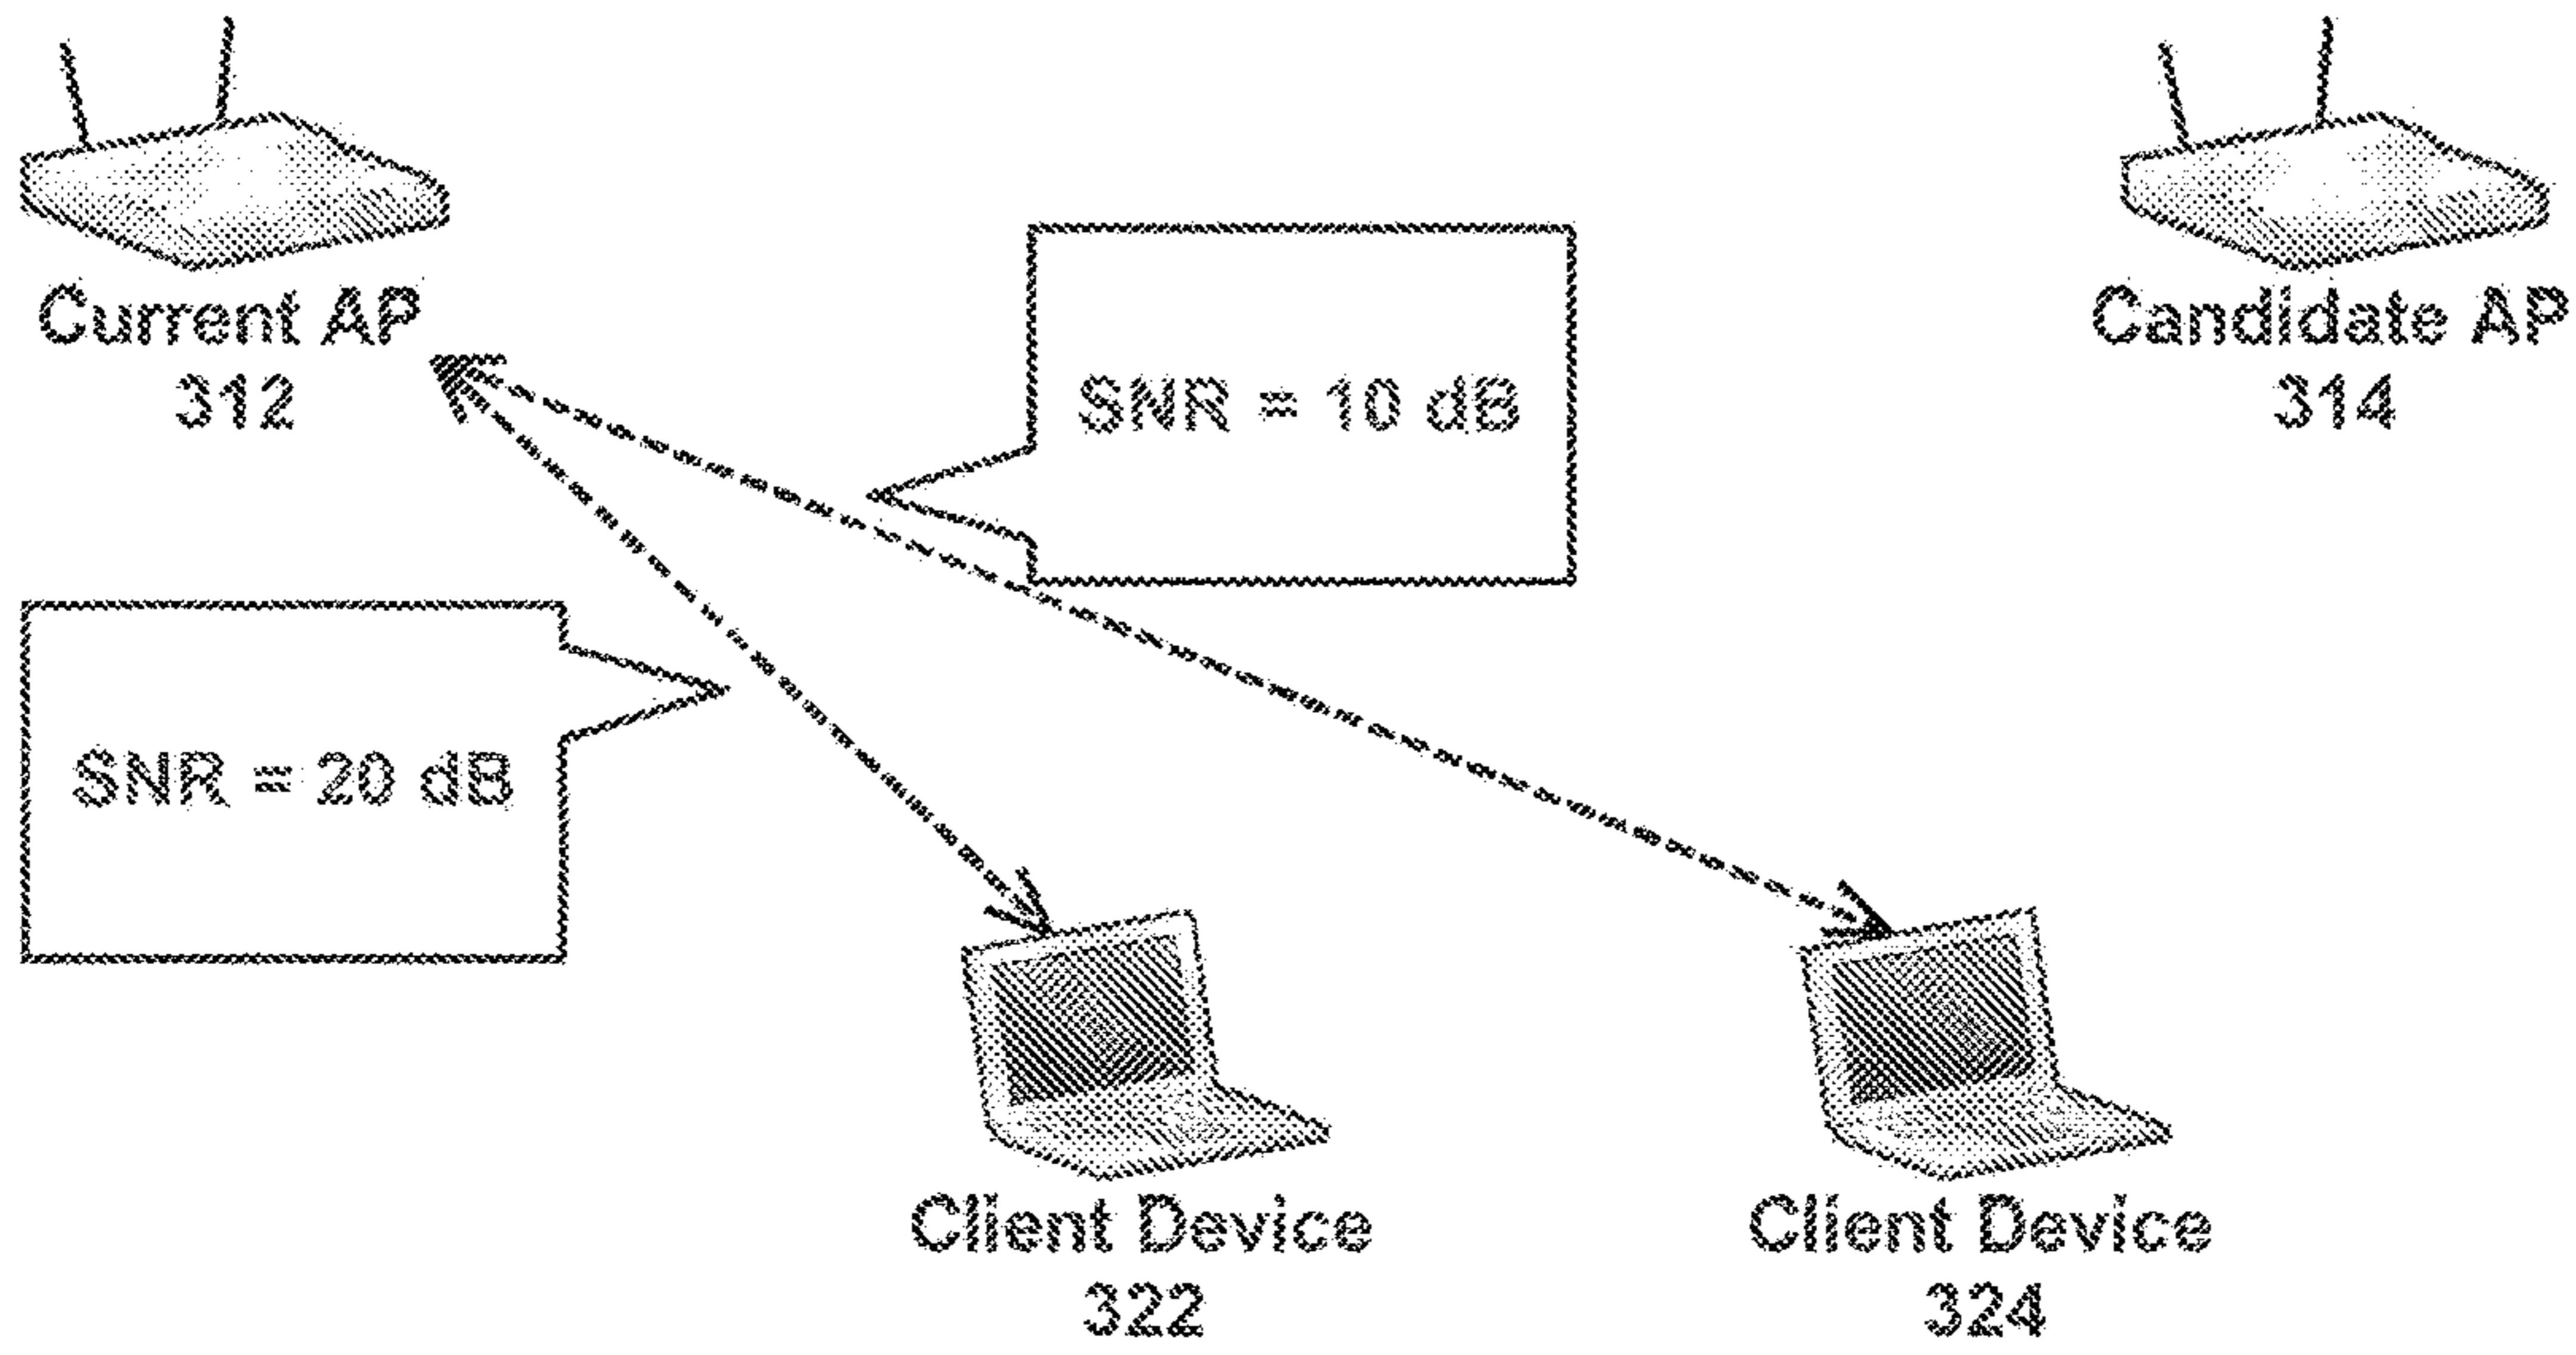 Current AP
312
Candidate AP
314
SNR = 10 dB
SNR = 20 dB
Client Device
322
Client Device
324